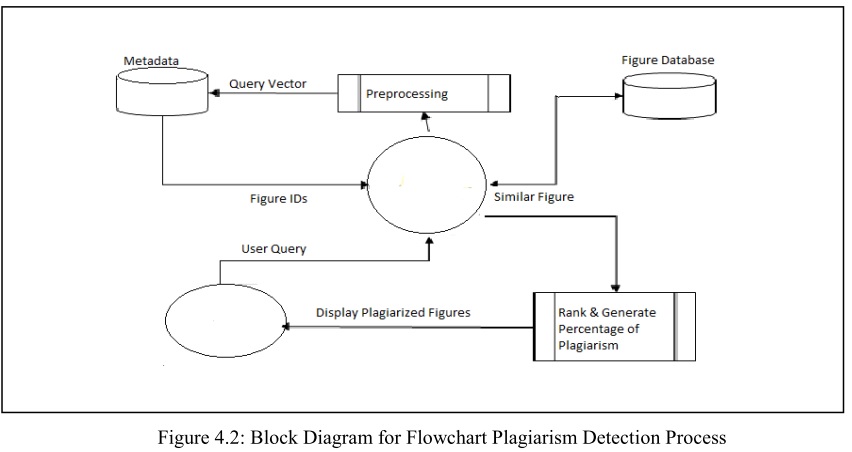 Metadata
Figure Database
Query Vector
Preprocessing
Figure IDs
Similar Figure
User Query
Display Plagiarized Figures
Rank & Generate
Percentage of
Plagiarism
Figure 4.2: Block Diagram for Flowchart Plagiarism Detection Process